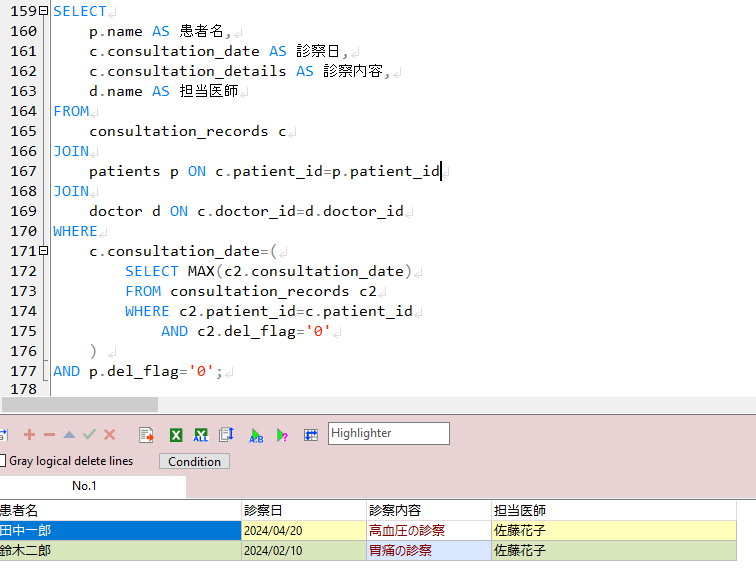 159 SELECT
160 p.name AS 患者名,
161 c.consultation_date AS 診察日,
162 c.consultation_details AS 診察内容,
163 d.name AS 担当医師
164 FROM
165 consultation_records c
166 JOIN
167 patients p ON c.patient_id=p.patient_id
168 JOIN
169 doctor d ON c.doctor_id=d.doctor_id
170 WHERE
171 c.consultation_date=(
172 SELECT MAX(c2.consultation_date)
173 FROM consultation_records c2
174 WHERE c2.patient_id=c.patient_id
175 AND c2.del_flag='0'
176 )
177 AND p.del_flag='0';
178
ALL A:B ? Highlighter
Gray logical delete lines Condition
No.1
患者名 診察日 診察内容 担当医師
田中一郎 2024/04/20 高血圧の診察 佐藤花子
鈴木二郎 2024/02/10 胃痛の診察 佐藤花子